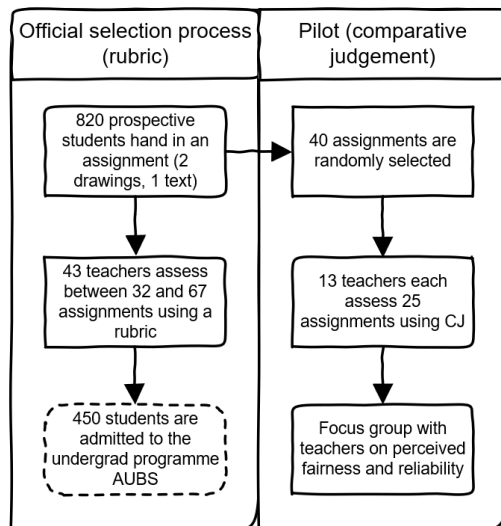 Official selection process
(rubric)
Pilot (comparative
judgement)
820 prospective
students hand in an
assignment (2
drawings, 1 text)
40 assignments are
randomly selected
43 teachers assess
between 32 and 67
assignments using a
rubric
13 teachers each
assess 25
assignments using CJ
450 students are
admitted to the
undergrad programme
AUBS
Focus group with
teachers on perceived
fairness and reliability